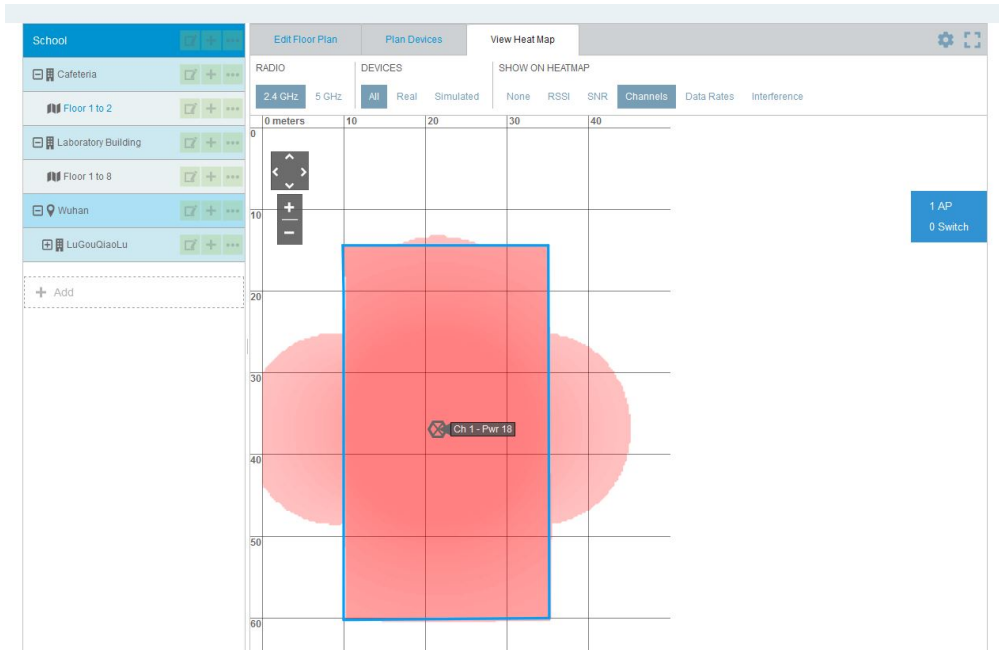 School
Cafeteria
Floor 1 to 2
Laboratory Building
Floor 1 to 8
Wuhan
LuGouQiaoLu
+ Add
Edit Floor Plan
Plan Devices
View Heat Map
RADIO
DEVICES
SHOW ON HEATMAP
2.4 GHz
5 GHz
All
Real
Simulated
None
RSSI
SNR
Channels
Data Rates
Interference
0 meters
10
20
30
40
0
10
20
30
40
50
60
Ch 1 - Pwr 18
1 AP
0 Switch